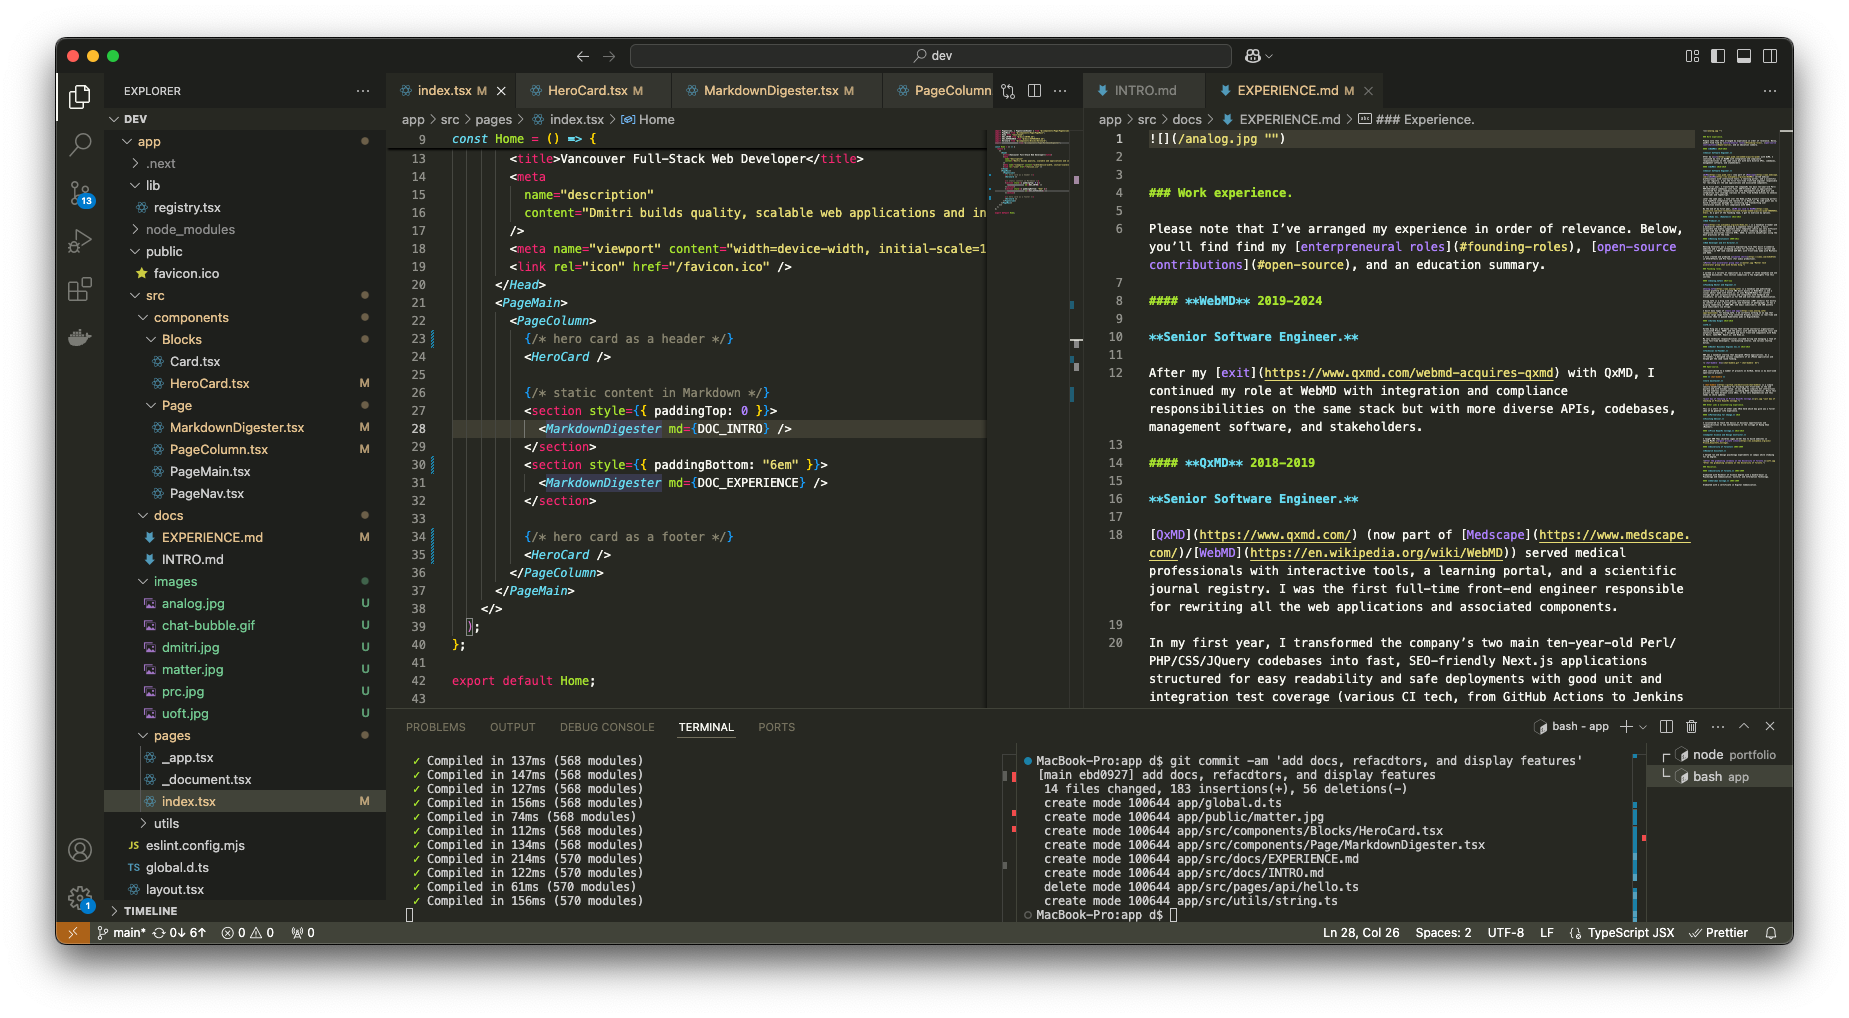 dev
EXPLORER
DEV
app
.next
lib
registry.tsx
node_modules
public
favicon.ico
src
components
Blocks
Card.tsx
HeroCard.tsx M
Page
MarkdownDigester.tsx M
PageColumn.tsx M
PageMain.tsx
PageNav.tsx
docs
EXPERIENCE.md M
INTRO.md
images
analog.jpg U
chat-bubble.gif U
dmitri.jpg U
matter.jpg U
prc.jpg U
uoft.jpg U
pages
_app.tsx
_document.tsx
index.tsx M
utils
JS eslint.config.mjs
TS global.d.ts
layout.tsx
TIMELINE
13
1
index.tsx M
HeroCard.tsx M
MarkdownDigester.tsx M
PageColumn
app > src > pages > index.tsx > Home
9 const Home = () => {
13 <title>Vancouver Full-Stack Web Developer</title>
14 <meta
15 name="description"
16 content="Dmitri builds quality, scalable web applications and in
17 />
18 <meta name="viewport" content="width=device-width, initial-scale=1
19 <link rel="icon" href="/favicon.ico" />
20 </Head>
21 <PageMain>
22 <PageColumn>
23 {/* hero card as a header */}
24 <HeroCard />
25
26 {/* static content in Markdown */}
27 <section style={{ paddingTop: 0 }}>
28 <MarkdownDigester md={DOC_INTRO} />
29 </section>
30 <section style={{ paddingBottom: "6em" }}>
31 <MarkdownDigester md={DOC_EXPERIENCE} />
32 </section>
33
34 {/* hero card as a footer */}
35 <HeroCard />
36 </PageColumn>
37 </PageMain>
38 </>
39 );
40 };
41
42 export default Home;
43
INTRO.md
EXPERIENCE.md M
app > src > docs > EXPERIENCE.md > ### Experience.
1 ![](/analog.jpg "")
2
3
4 ### Work experience.
5
6 Please note that I’ve arranged my experience in order of relevance. Below,
you’ll find find my [enterpreneural roles](#founding-roles), [open-source
contributions](#open-source), and an education summary.
7
8 #### **WebMD** 2019–2024
9
10 **Senior Software Engineer.**
11
12 After my [exit](https://www.qxmd.com/webmd-acquires-qxmd) with QxMD, I
continued my role at WebMD with integration and compliance
responsibilities on the same stack but with more diverse APIs, codebases,
management software, and stakeholders.
13
14 #### **QxMD** 2018-2019
15
16 **Senior Software Engineer.**
17
18 [QxMD](https://www.qxmd.com/) (now part of [Medscape](https://www.medscape.
com/)/[WebMD](https://en.wikipedia.org/wiki/WebMD)) served medical
professionals with interactive tools, a learning portal, and a scientific
journal registry. I was the first full-time front-end engineer responsible
for rewriting all the web applications and associated components.
19
20 In my first year, I transformed the company’s two main ten-year-old Perl/
PHP/CSS/JQuery codebases into fast, SEO-friendly Next.js applications
structured for easy readability and safe deployments with good unit and
integration test coverage (various CI tech, from GitHub Actions to Jenkins
PROBLEMS OUTPUT DEBUG CONSOLE TERMINAL PORTS
bash - app
✓ Compiled in 137ms (568 modules)
✓ Compiled in 147ms (568 modules)
✓ Compiled in 127ms (568 modules)
✓ Compiled in 156ms (568 modules)
✓ Compiled in 74ms (568 modules)
✓ Compiled in 112ms (568 modules)
✓ Compiled in 134ms (568 modules)
✓ Compiled in 214ms (570 modules)
✓ Compiled in 122ms (570 modules)
✓ Compiled in 61ms (570 modules)
✓ Compiled in 156ms (570 modules)
MacBook-Pro:app d$ git commit -am 'add docs, refacdtors, and display features'
[main ebd0927] add docs, refacdtors, and display features
14 files changed, 183 insertions(+), 56 deletions(-)
create mode 100644 app/global.d.ts
create mode 100644 app/public/matter.jpg
create mode 100644 app/src/components/Blocks/HeroCard.tsx
create mode 100644 app/src/components/Page/MarkdownDigester.tsx
create mode 100644 app/src/docs/EXPERIENCE.md
create mode 100644 app/src/docs/INTRO.md
delete mode 100644 app/src/pages/api/hello.ts
create mode 100644 app/src/utils/string.ts
MacBook-Pro:app d$
node portfolio
bash app
main* 0↓ 6↑ 0 0 0
Ln 28, Col 26 Spaces: 2 UTF-8 LF TypeScript JSX Prettier